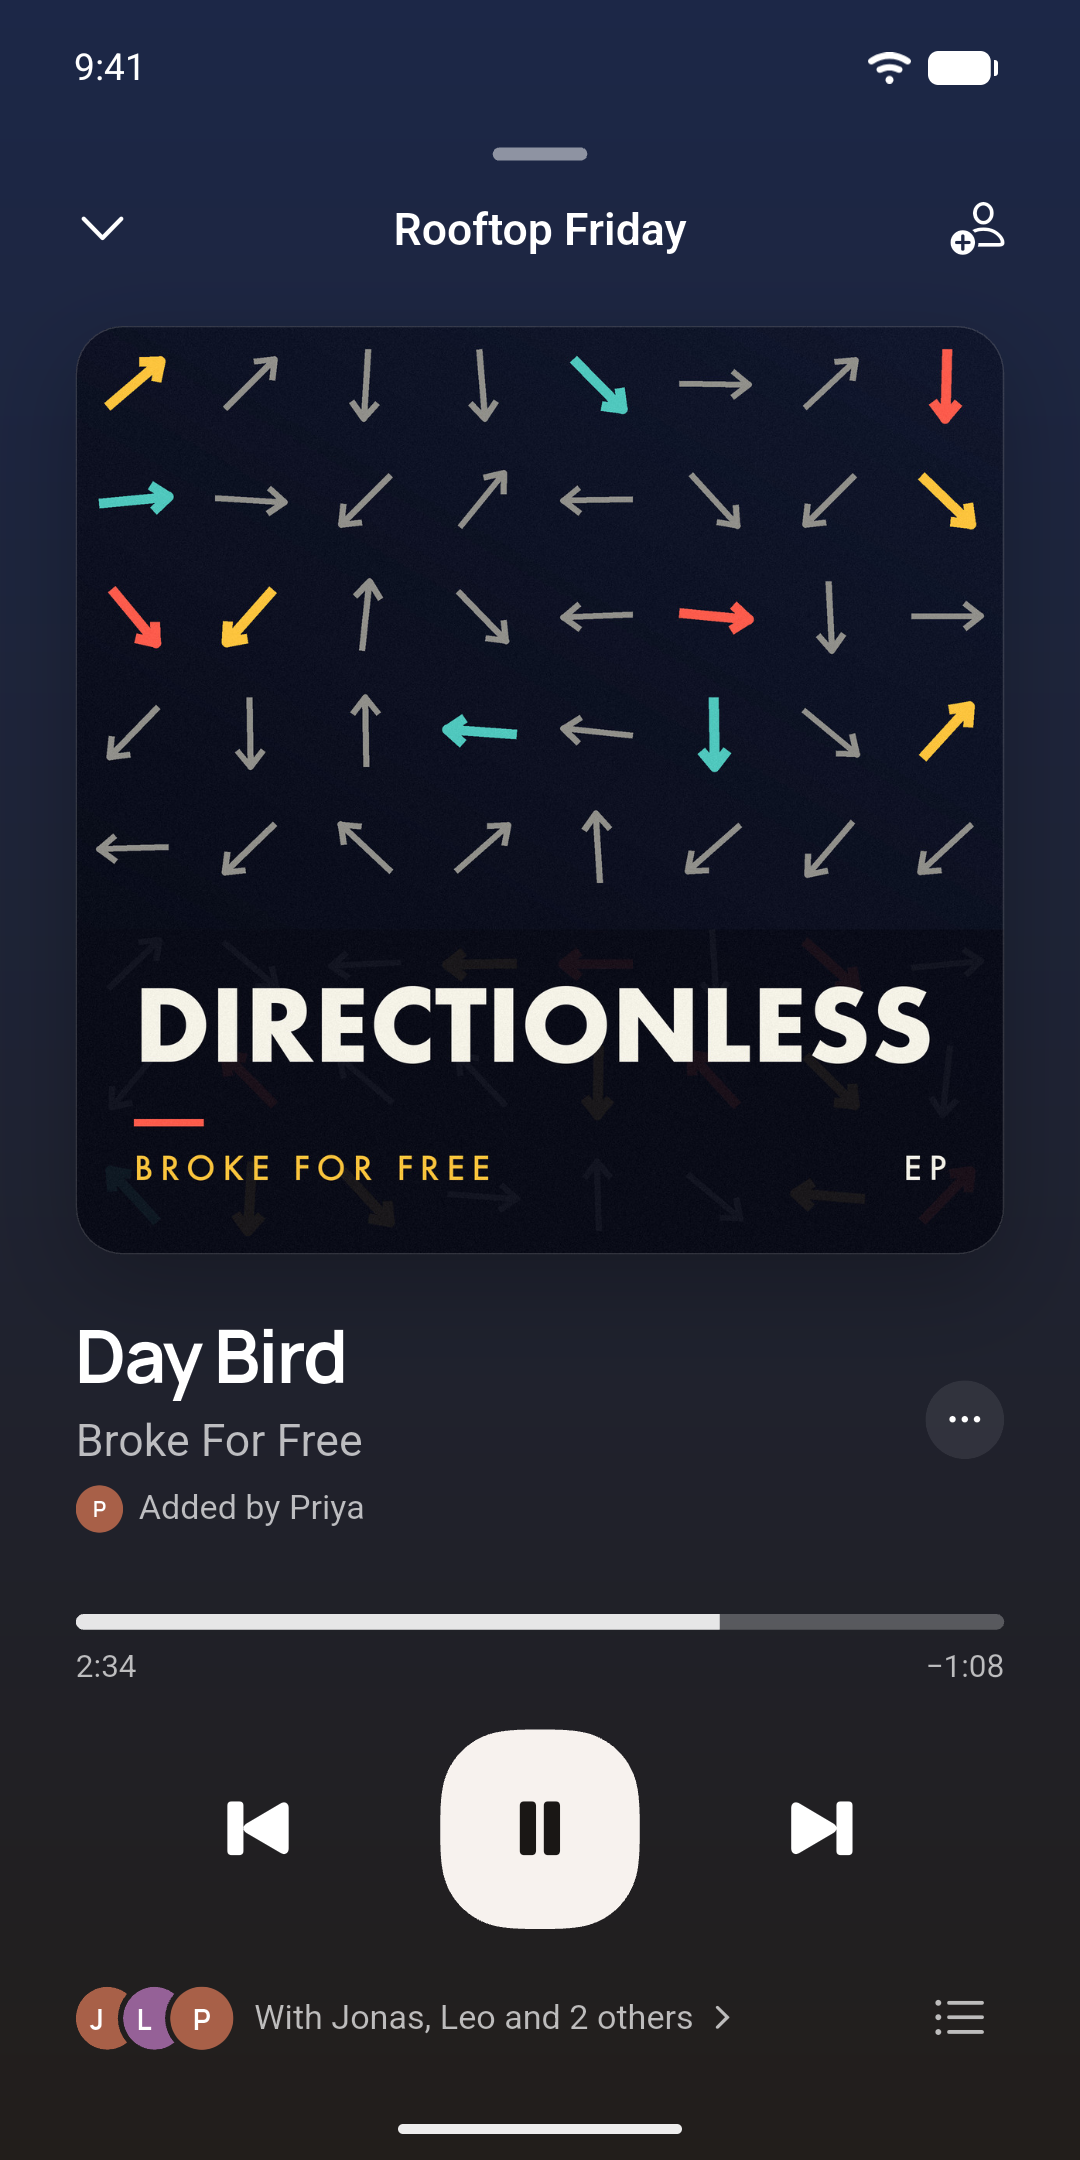 9:41
Rooftop Friday
DIRECTIONLESS
BROKE FOR FREE EP
Day Bird
Broke For Free
P Added by Priya
2:34 −1:08
J L P With Jonas, Leo and 2 others